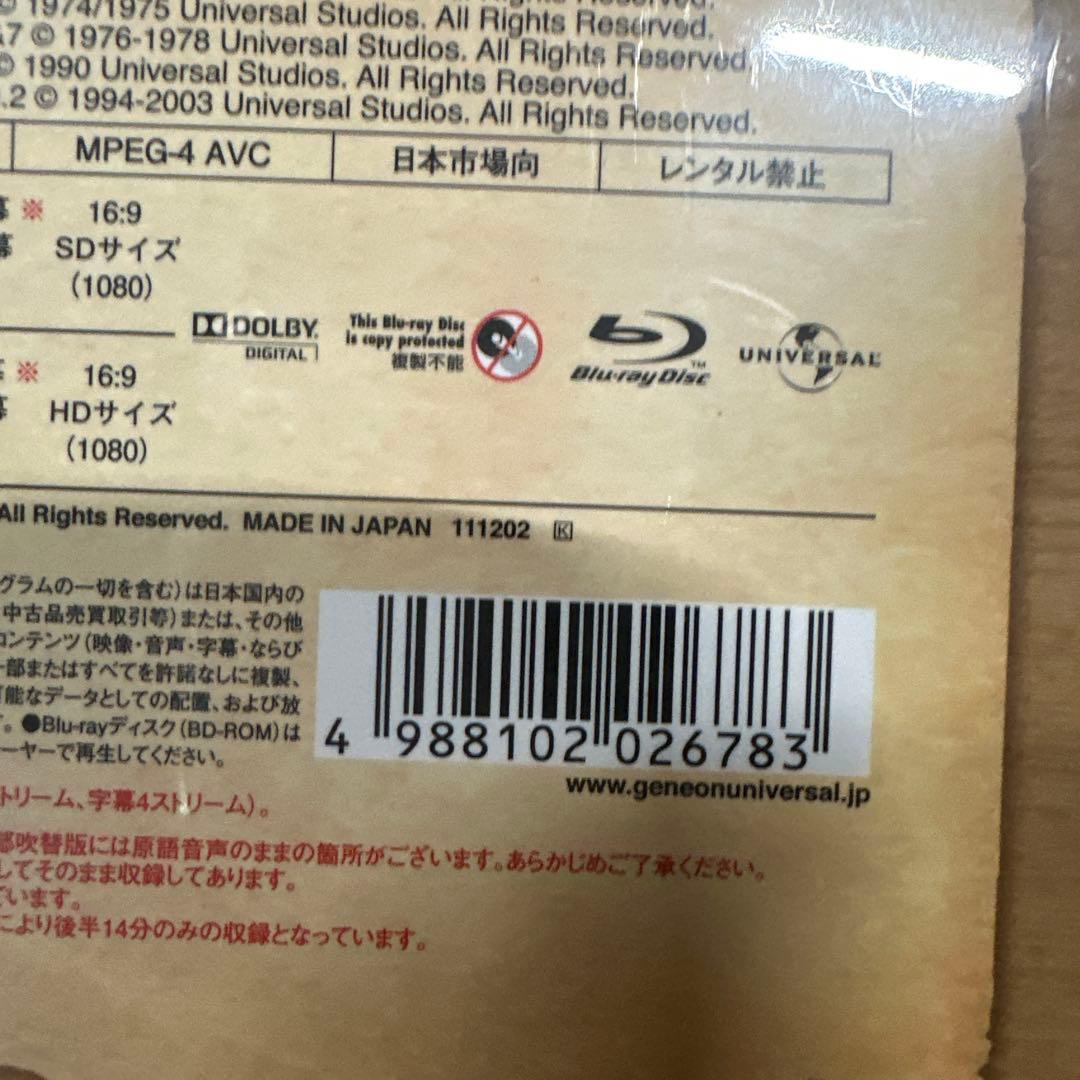 © 1974/1975 Universal Studios. All Rights Reserved.
7 © 1976-1978 Universal Studios. All Rights Reserved.
© 1990 Universal Studios. All Rights Reserved.
.2 © 1994-2003 Universal Studios. All Rights Reserved.
MPEG-4 AVC 日本市場向 レンタル禁止
幕 ※ 16:9
幕 SDサイズ
(1080)
DOLBY
DIGITAL
This Blu-ray Disc
is copy protected
複製不能
Blu-ray Disc™
UNIVERSAL
※ 16:9
幕 HDサイズ
(1080)
All Rights Reserved. MADE IN JAPAN 111202 K
グラムの一切を含む)は日本国内の
中古品売買取引等)または、その他
コンテンツ(映像・音声・字幕・ならび
一部またはすべてを許諾なしに複製、
可能なデータとしての配置、および放
。●Blu-rayディスク(BD-ROM)は
ーヤーで再生してください。
4 988102 026783
www.geneonuniversal.jp
トリーム、字幕4ストリーム)。
部吹替版には原語音声のままの箇所がございます。あらかじめご了承ください。
してそのまま収録してあります。
ています。
により後半14分のみの収録となっています。